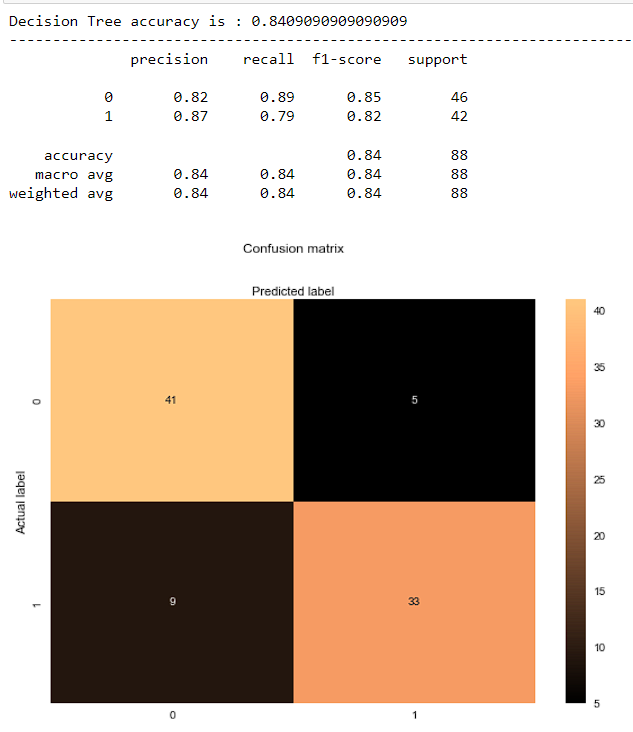 Decision Tree accuracy is : 0.8409090909090909
--------------------------------------------------------------------------------
precision recall f1-score support
0 0.82 0.89 0.85 46
1 0.87 0.79 0.82 42
accuracy 0.84 88
macro avg 0.84 0.84 0.84 88
weighted avg 0.84 0.84 0.84 88
Confusion matrix
Predicted label
Actual label
0
41 5
1
9 33
0 1
40
35
30
25
20
15
10
5